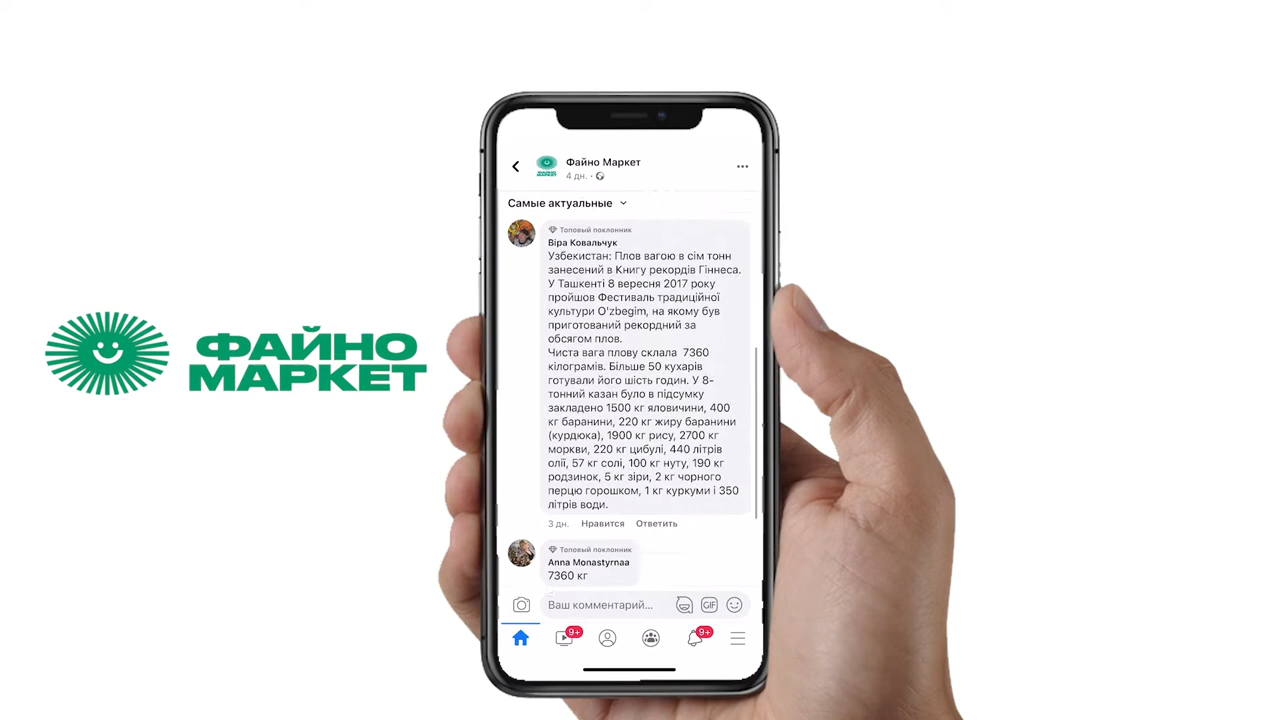 ФАЙНО
МАРКЕТ
ФАЙНО
МАРКЕТ
Файно Маркет
4 дн. ·
Самые актуальные
Топовый поклонник
Віра Ковальчук
Узбекистан: Плов вагою в сім тонн
занесений в Книгу рекордів Гіннеса.
У Ташкенті 8 вересня 2017 року
пройшов Фестиваль традиційної
культури O'zbegim, на якому був
приготований рекордний за
обсягом плов.
Чиста вага плову склала 7360
кілограмів. Більше 50 кухарів
готували його шість годин. У 8-
тонний казан було в підсумку
закладено 1500 кг яловичини, 400
кг баранини, 220 кг жиру баранини
(курдюка), 1900 кг рису, 2700 кг
моркви, 220 кг цибулі, 440 літрів
олії, 57 кг солі, 100 кг нуту, 190 кг
родзинок, 5 кг зіри, 2 кг чорного
перцю горошком, 1 кг куркуми і 350
літрів води.
3 дн. Нравится Ответить
Топовый поклонник
Anna Monastyrnaa
7360 кг
Ваш комментарий... GIF
9+ 9+